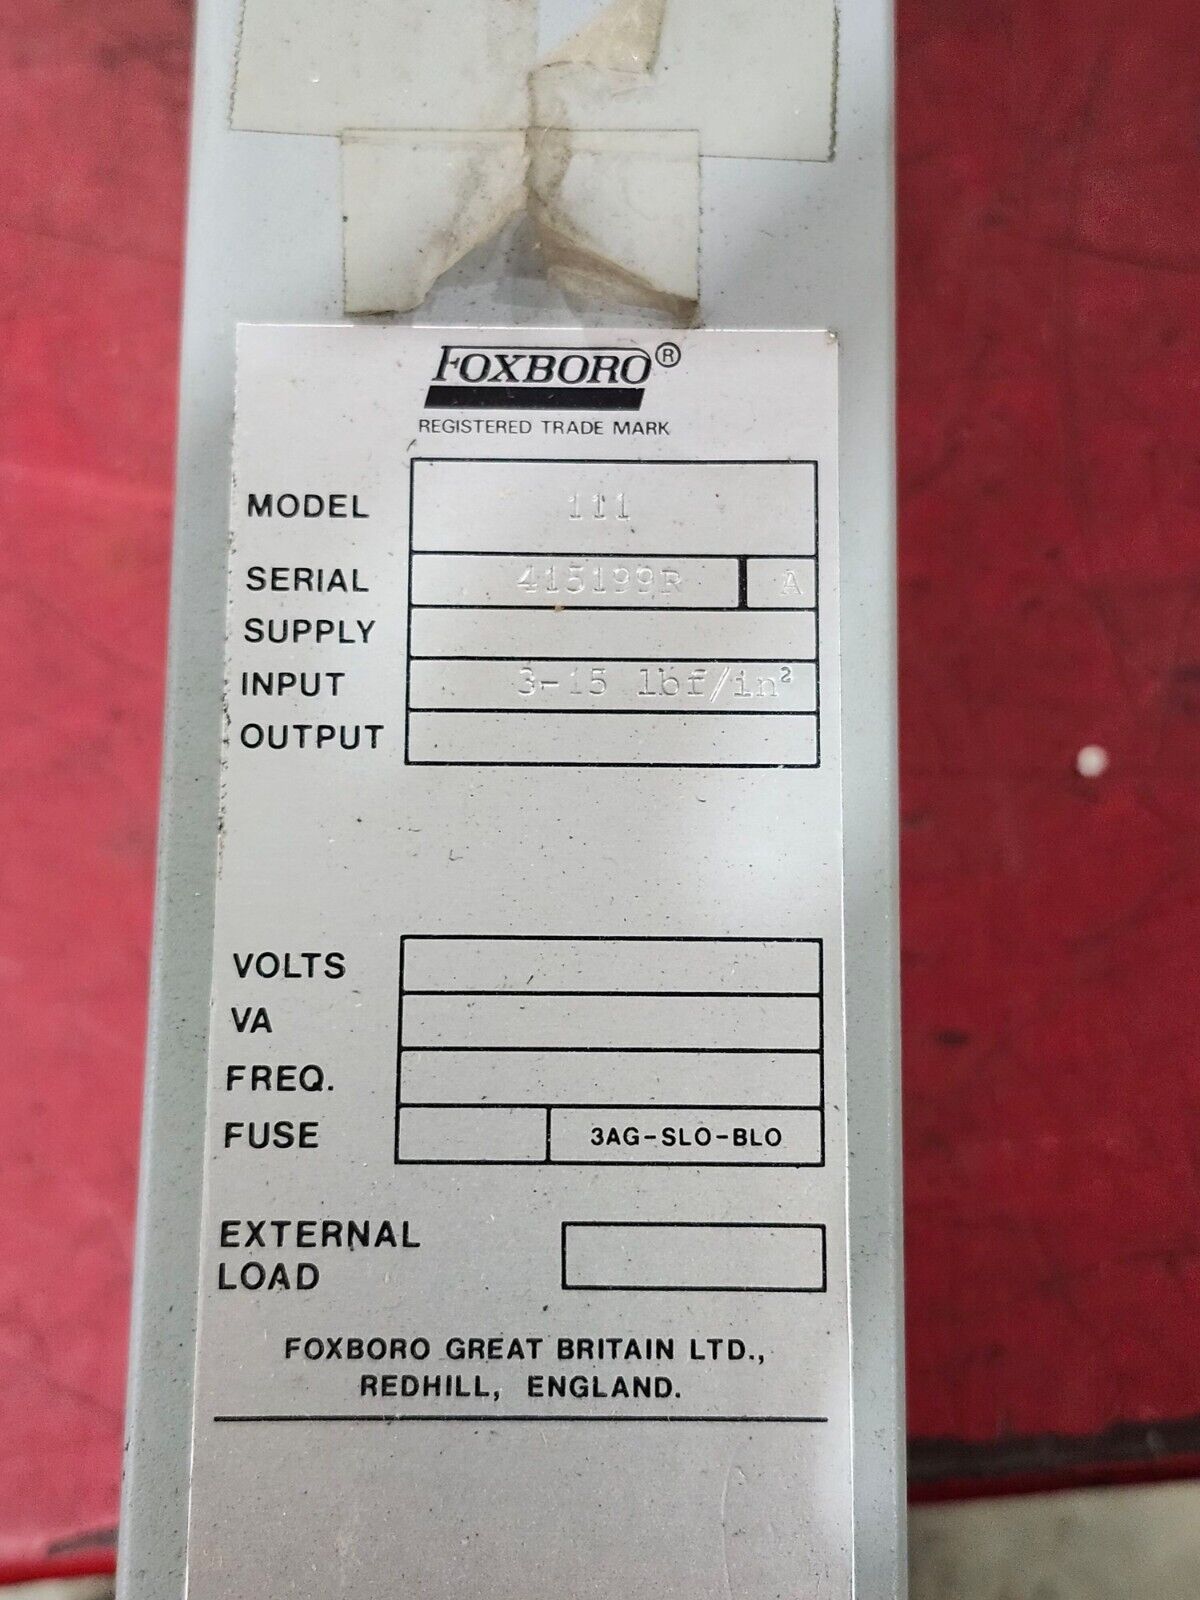 FOXBORO®
REGISTERED TRADE MARK
MODEL 111
SERIAL 415199R A
SUPPLY
INPUT 3-15 lbf/in²
OUTPUT
VOLTS
VA
FREQ.
FUSE 3AG-SLO-BLO
EXTERNAL
LOAD
FOXBORO GREAT BRITAIN LTD.,
REDHILL, ENGLAND.